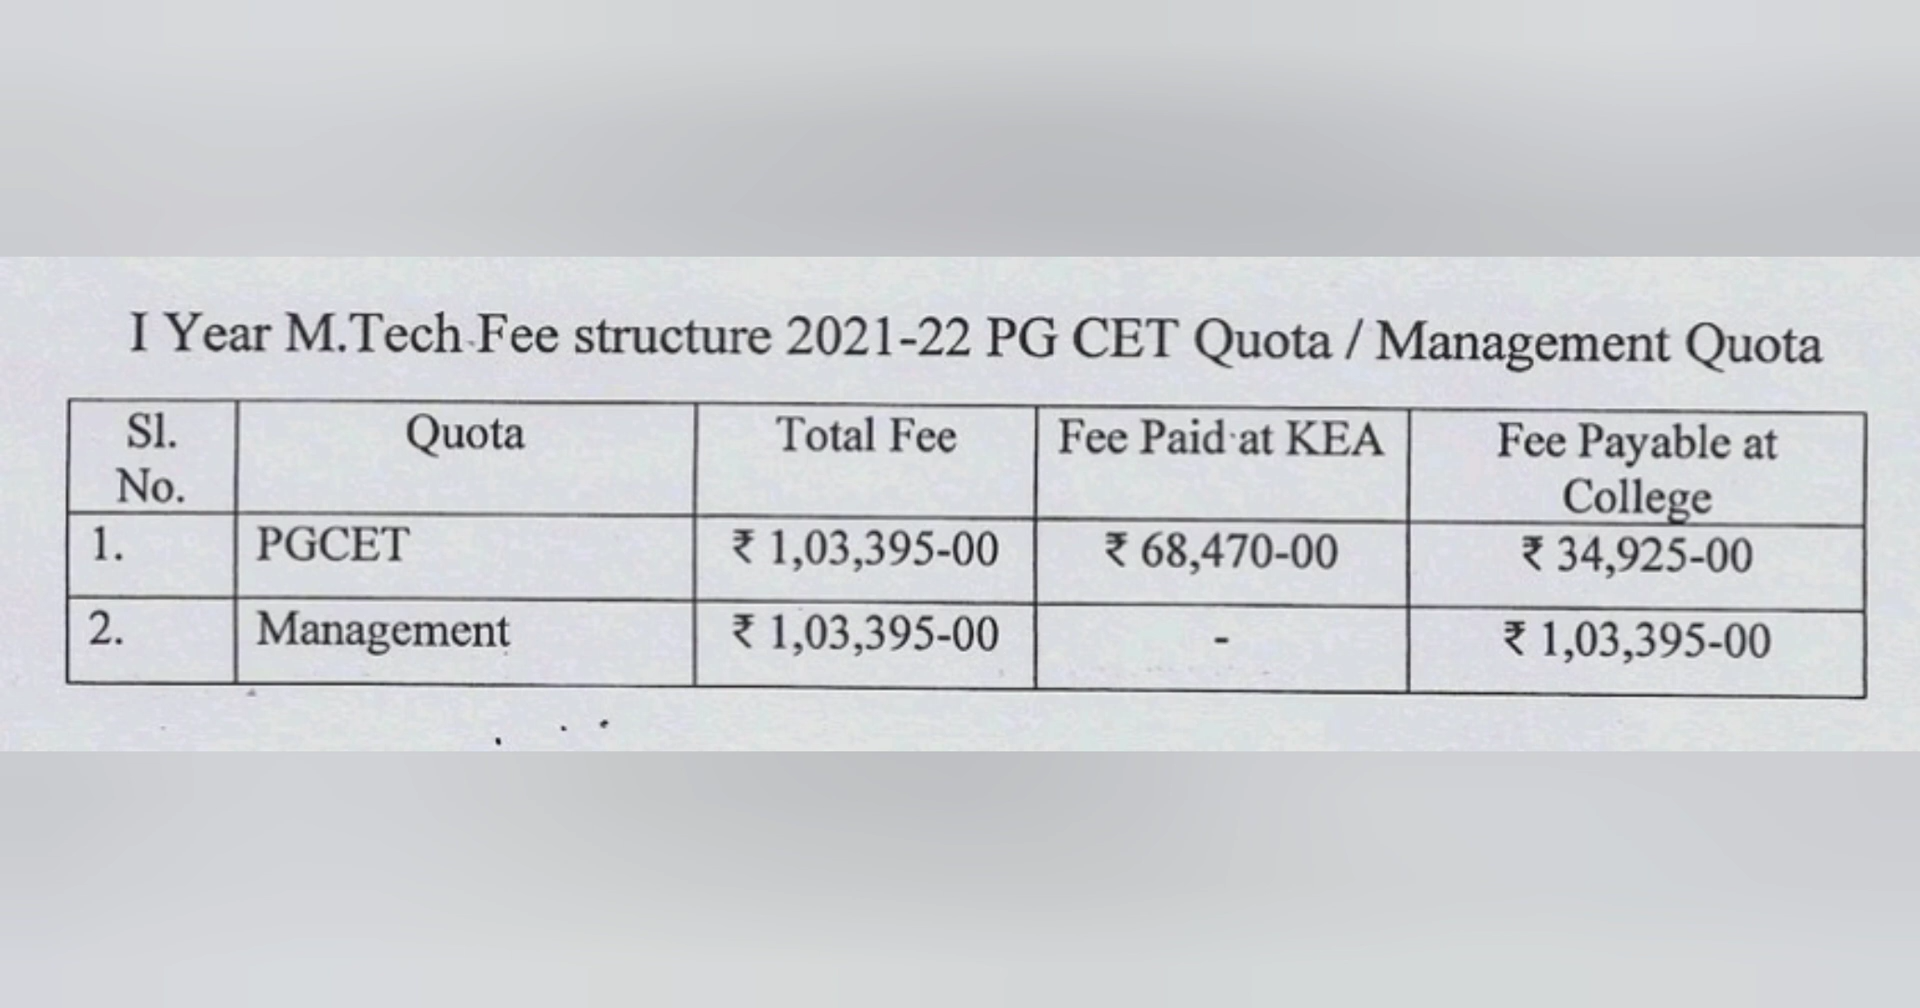 I Year M.Tech Fee structure 2021-22 PG CET Quota / Management Quota
Sl. No. Quota Total Fee Fee Paid at KEA Fee Payable at College
1. PGCET ₹ 1,03,395-00 ₹ 68,470-00 ₹ 34,925-00
2. Management ₹ 1,03,395-00 - ₹ 1,03,395-00